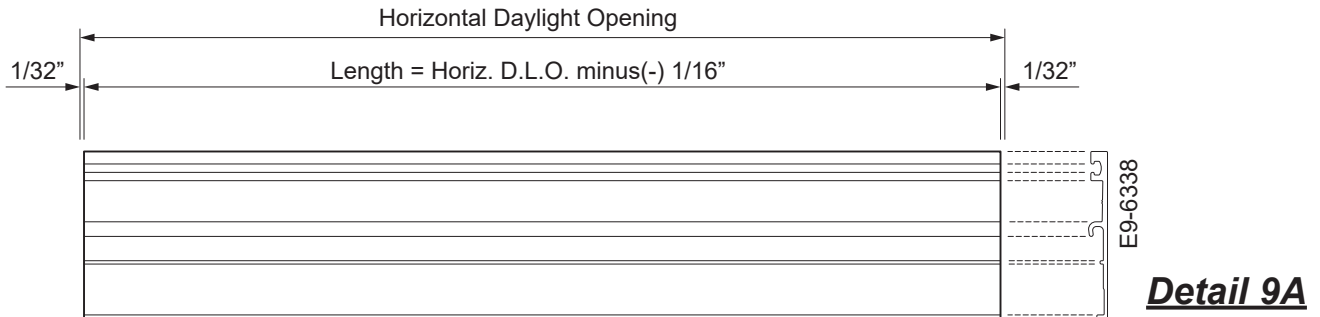 Horizontal Daylight Opening
1/32” Length = Horiz. D.L.O. minus(-) 1/16” 1/32”
E9-6338
Detail 9A